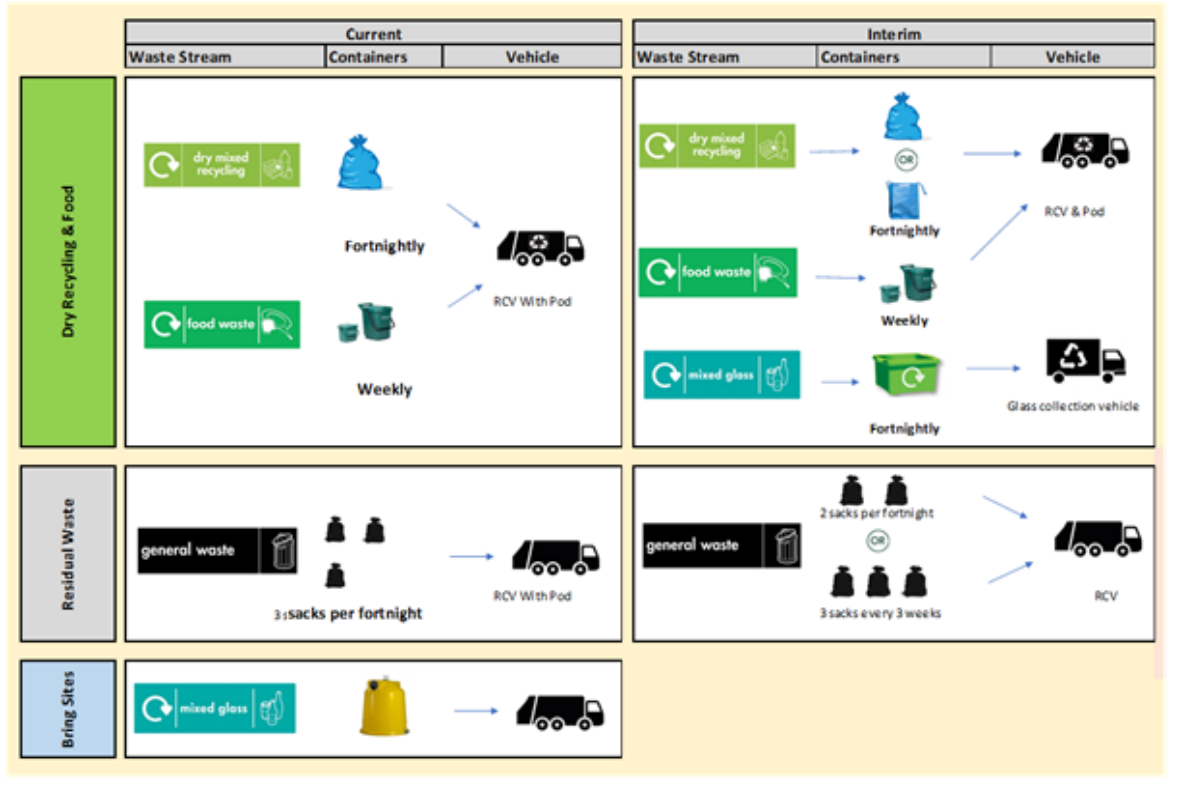 Current
Interim
Waste Stream
Containers
Vehicle
Waste Stream
Containers
Vehicle
Dry Recycling & Food
dry mixed
recycling
Fortnightly
food waste
Weekly
RCV With Pod
dry mixed
recycling
OR
Fortnightly
RCV & Pod
food waste
Weekly
mixed glass
Fortnightly
Glass collection vehicle
Residual Waste
general waste
3 ssacks per fortnight
RCV With Pod
general waste
2 sacks per fortnight
OR
3 sacks every 3 weeks
RCV
Bring Sites
mixed glass